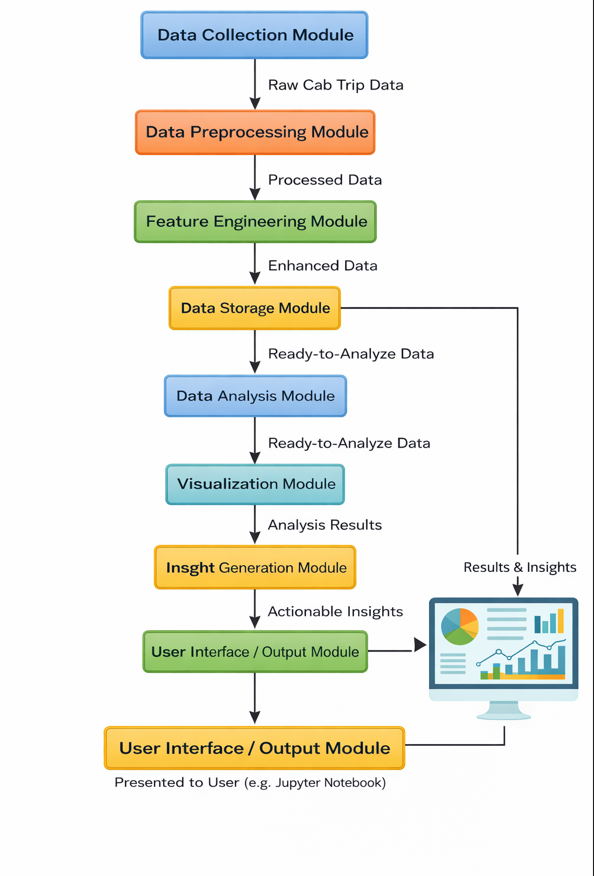 Data Collection Module
Raw Cab Trip Data
Data Preprocessing Module
Processed Data
Feature Engineering Module
Enhanced Data
Data Storage Module
Ready-to-Analyze Data
Data Analysis Module
Ready-to-Analyze Data
Visualization Module
Analysis Results
Insght Generation Module
Results & Insights
Actionable Insights
User Interface / Output Module
User Interface / Output Module
Presented to User (e.g. Jupyter Notebook)